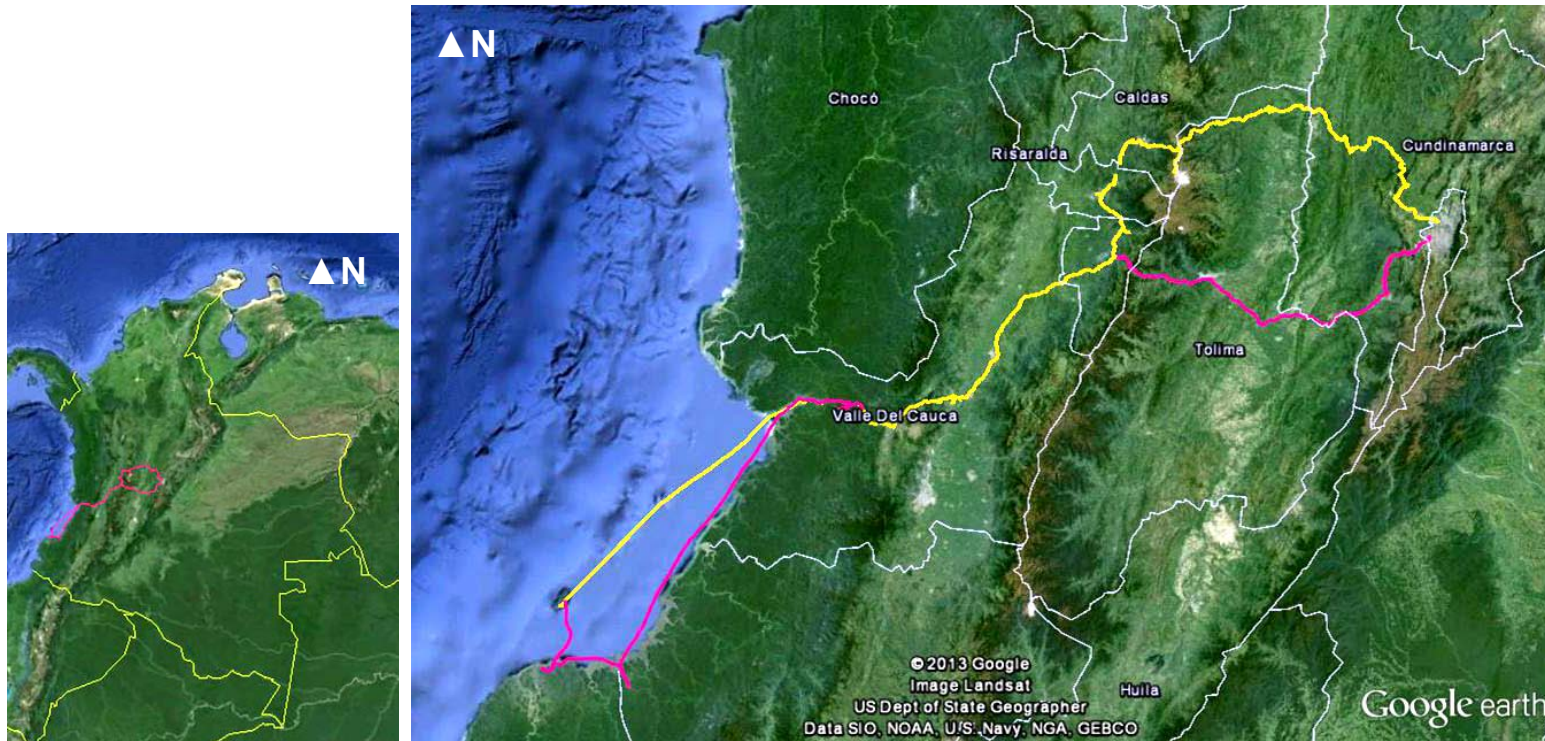 ▲N
▲N
Chocó
Caldas
Risaralda
Cundinamarca
Tolima
Valle Del Cauca
Huila
© 2013 Google
Image Landsat
US Dept of State Geographer
Data SIO, NOAA, U.S. Navy, NGA, GEBCO
Google earth